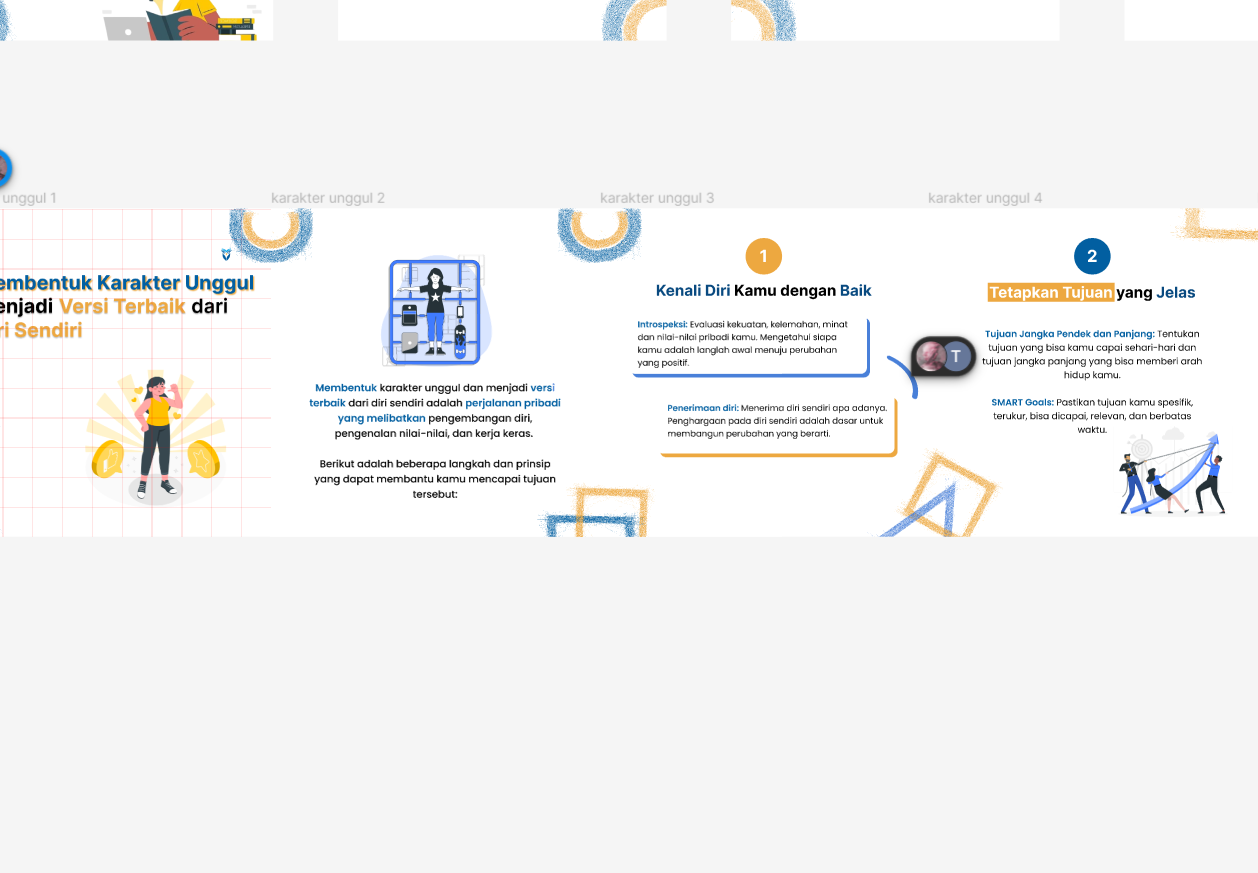 unggul 1
karakter unggul 2
karakter unggul 3
karakter unggul 4
embentuk Karakter Unggul
enjadi Versi Terbaik dari
ri Sendiri
Membentuk karakter unggul dan menjadi versi
terbaik dari diri sendiri adalah perjalanan pribadi
yang melibatkan pengembangan diri,
pengenalan nilai-nilai, dan kerja keras.
Berikut adalah beberapa langkah dan prinsip
yang dapat membantu kamu mencapai tujuan
tersebut:
1
Kenali Diri Kamu dengan Baik
Introspeksi: Evaluasi kekuatan, kelemahan, minat
dan nilai-nilai pribadi kamu. Mengetahui siapa
kamu adalah langlah awal menuju perubahan
yang positif.
Penerimaan diri: Menerima diri sendiri apa adanya.
Penghargaan pada diri sendiri adalah dasar untuk
membangun perubahan yang berarti.
T
2
Tetapkan Tujuan yang Jelas
Tujuan Jangka Pendek dan Panjang: Tentukan
tujuan yang bisa kamu capai sehari-hari dan
tujuan jangka panjang yang bisa memberi arah
hidup kamu.
SMART Goals: Pastikan tujuan kamu spesifik,
terukur, bisa dicapai, relevan, dan berbatas
waktu.